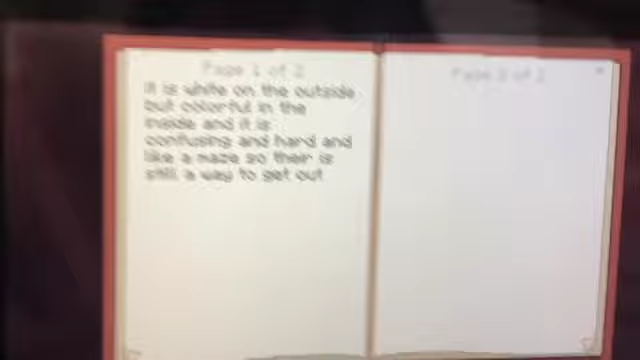 Page 1 of 2
it is white on the outside
but colorful in the
inside and it is
confusing and hard and
like a maze so their is
still a way to get out
Page 2 of 2